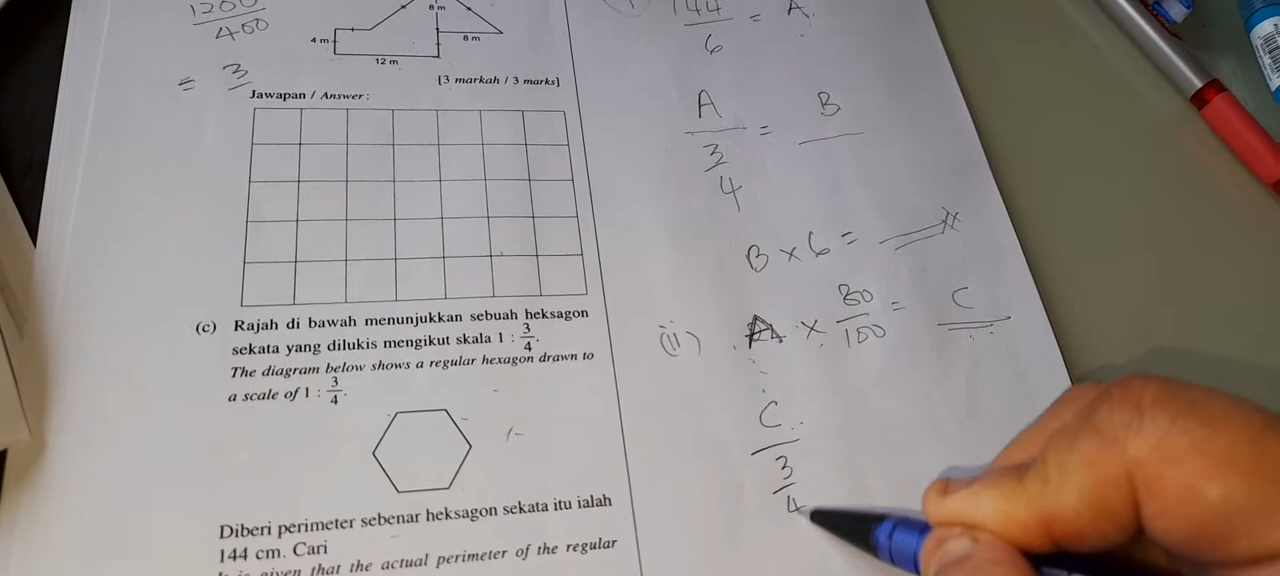 1200
400
= 3
8 m
4 m
8 m
12 m
[3 markah / 3 marks]
Jawapan / Answer :
(c) Rajah di bawah menunjukkan sebuah heksagon
sekata yang dilukis mengikut skala 1 : 3/4.
The diagram below shows a regular hexagon drawn to
a scale of 1 : 3/4.
Diberi perimeter sebenar heksagon sekata itu ialah
144 cm. Cari
given that the actual perimeter of the regular
144/6 = A
A/(3/4) = B
B × 6 =
(ii) A × 80/100 = C
C/(3/4)